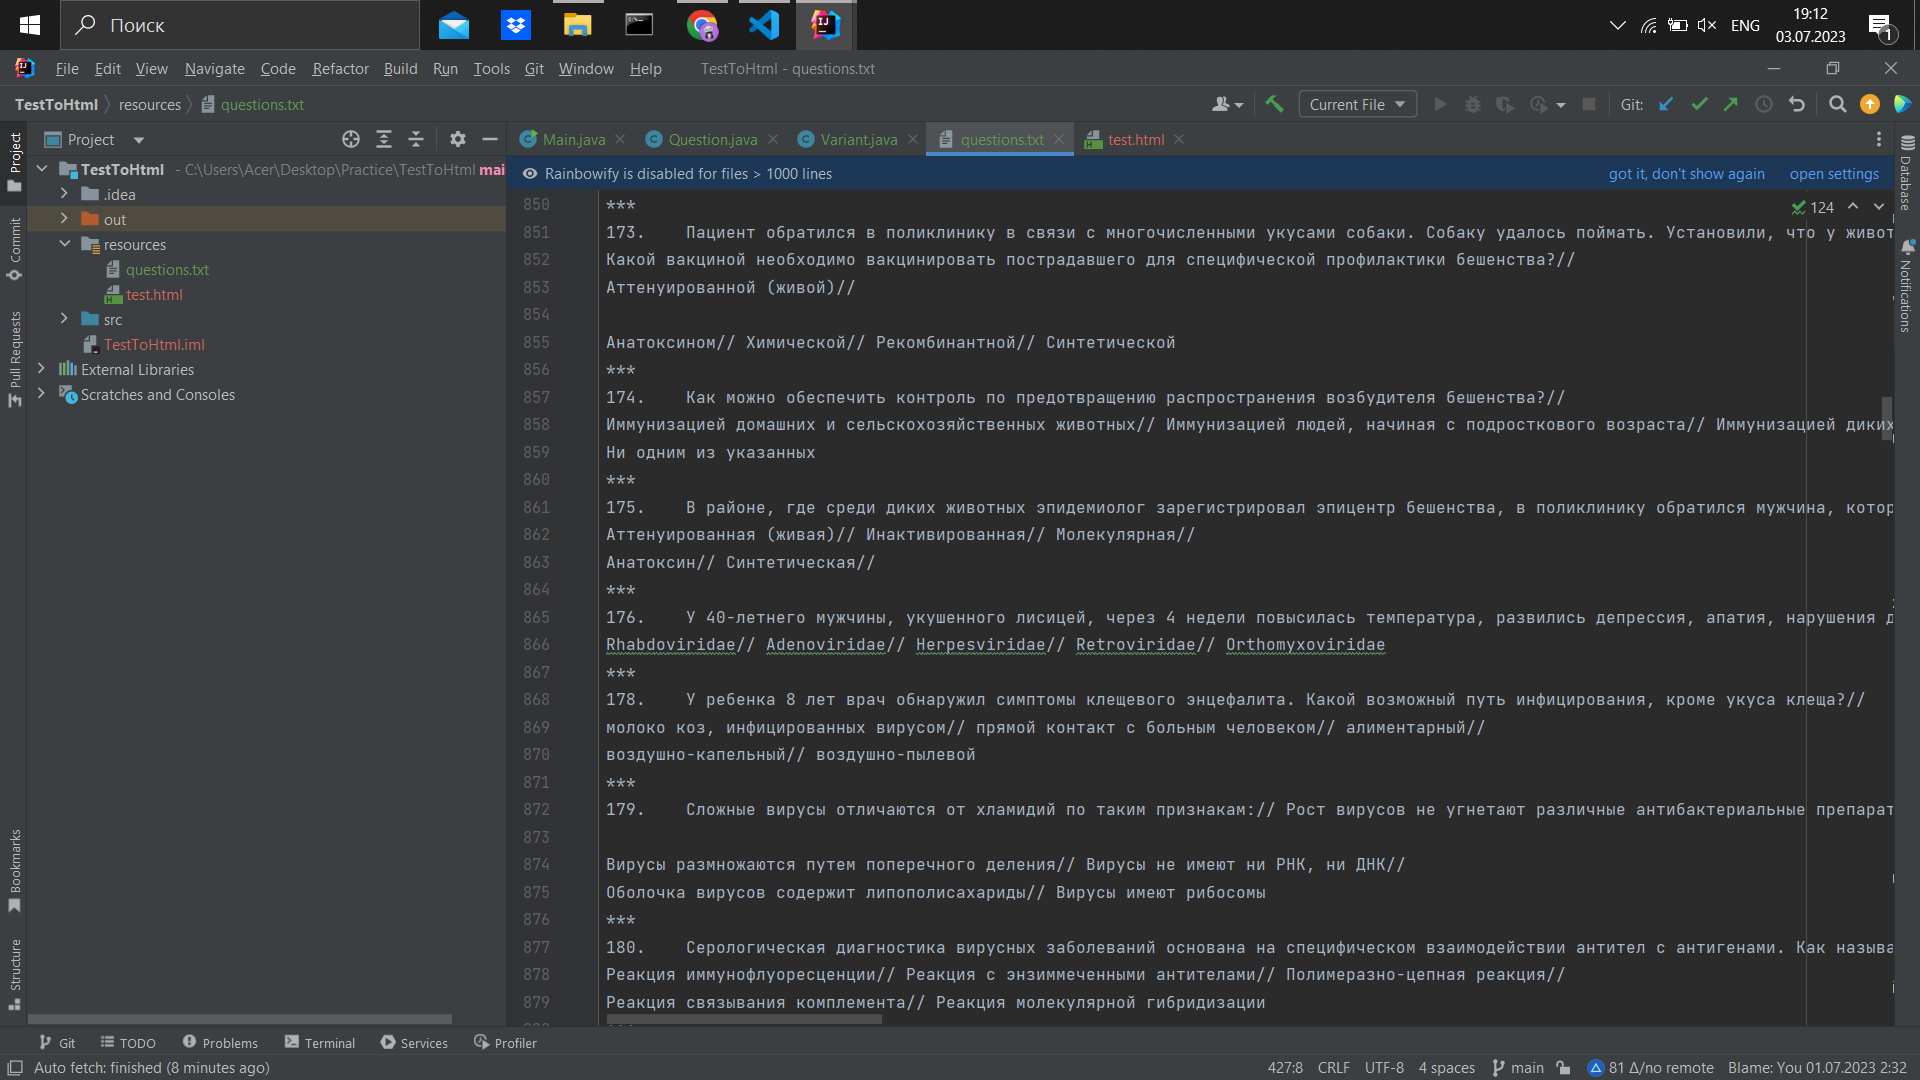 Поиск
ENG
19:12
03.07.2023
1
File Edit View Navigate Code Refactor Build Run Tools Git Window Help TestToHtml - questions.txt
TestToHtml resources questions.txt
Current File
Git:
Project
Main.java Question.java Variant.java questions.txt test.html
TestToHtml - C:\Users\Acer\Desktop\Practice\TestToHtml mai
.idea
out
resources
questions.txt
test.html
src
TestToHtml.iml
External Libraries
Scratches and Consoles
Project
Commit
Pull Requests
Bookmarks
Structure
Database
Notifications
Rainbowify is disabled for files > 1000 lines got it, don't show again open settings
124
850 ***
851 173. Пациент обратился в поликлинику в связи с многочисленными укусами собаки. Собаку удалось поймать. Установили, что у живот
852 Какой вакциной необходимо вакцинировать пострадавшего для специфической профилактики бешенства?//
853 Аттенуированной (живой)//
854
855 Анатоксином// Химической// Рекомбинантной// Синтетической
856 ***
857 174. Как можно обеспечить контроль по предотвращению распространения возбудителя бешенства?//
858 Иммунизацией домашних и сельскохозяйственных животных// Иммунизацией людей, начиная с подросткового возраста// Иммунизацией диких
859 Ни одним из указанных
860 ***
861 175. В районе, где среди диких животных эпидемиолог зарегистрировал эпицентр бешенства, в поликлинику обратился мужчина, котор
862 Аттенуированная (живая)// Инактивированная// Молекулярная//
863 Анатоксин// Синтетическая//
864 ***
865 176. У 40-летнего мужчины, укушенного лисицей, через 4 недели повысилась температура, развились депрессия, апатия, нарушения д
866 Rhabdoviridae// Adenoviridae// Herpesviridae// Retroviridae// Orthomyxoviridae
867 ***
868 178. У ребенка 8 лет врач обнаружил симптомы клещевого энцефалита. Какой возможный путь инфицирования, кроме укуса клеща?//
869 молоко коз, инфицированных вирусом// прямой контакт с больным человеком// алиментарный//
870 воздушно-капельный// воздушно-пылевой
871 ***
872 179. Сложные вирусы отличаются от хламидий по таким признакам:// Рост вирусов не угнетают различные антибактериальные препарат
873
874 Вирусы размножаются путем поперечного деления// Вирусы не имеют ни РНК, ни ДНК//
875 Оболочка вирусов содержит липополисахариды// Вирусы имеют рибосомы
876 ***
877 180. Серологическая диагностика вирусных заболеваний основана на специфическом взаимодействии антител с антигенами. Как называ
878 Реакция иммунофлуоресценции// Реакция с энзиммеченными антителами// Полимеразно-цепная реакция//
879 Реакция связывания комплемента// Реакция молекулярной гибридизации
Git TODO Problems Terminal Services Profiler
Auto fetch: finished (8 minutes ago) 427:8 CRLF UTF-8 4 spaces main 81 Δ/no remote Blame: You 01.07.2023 2:32